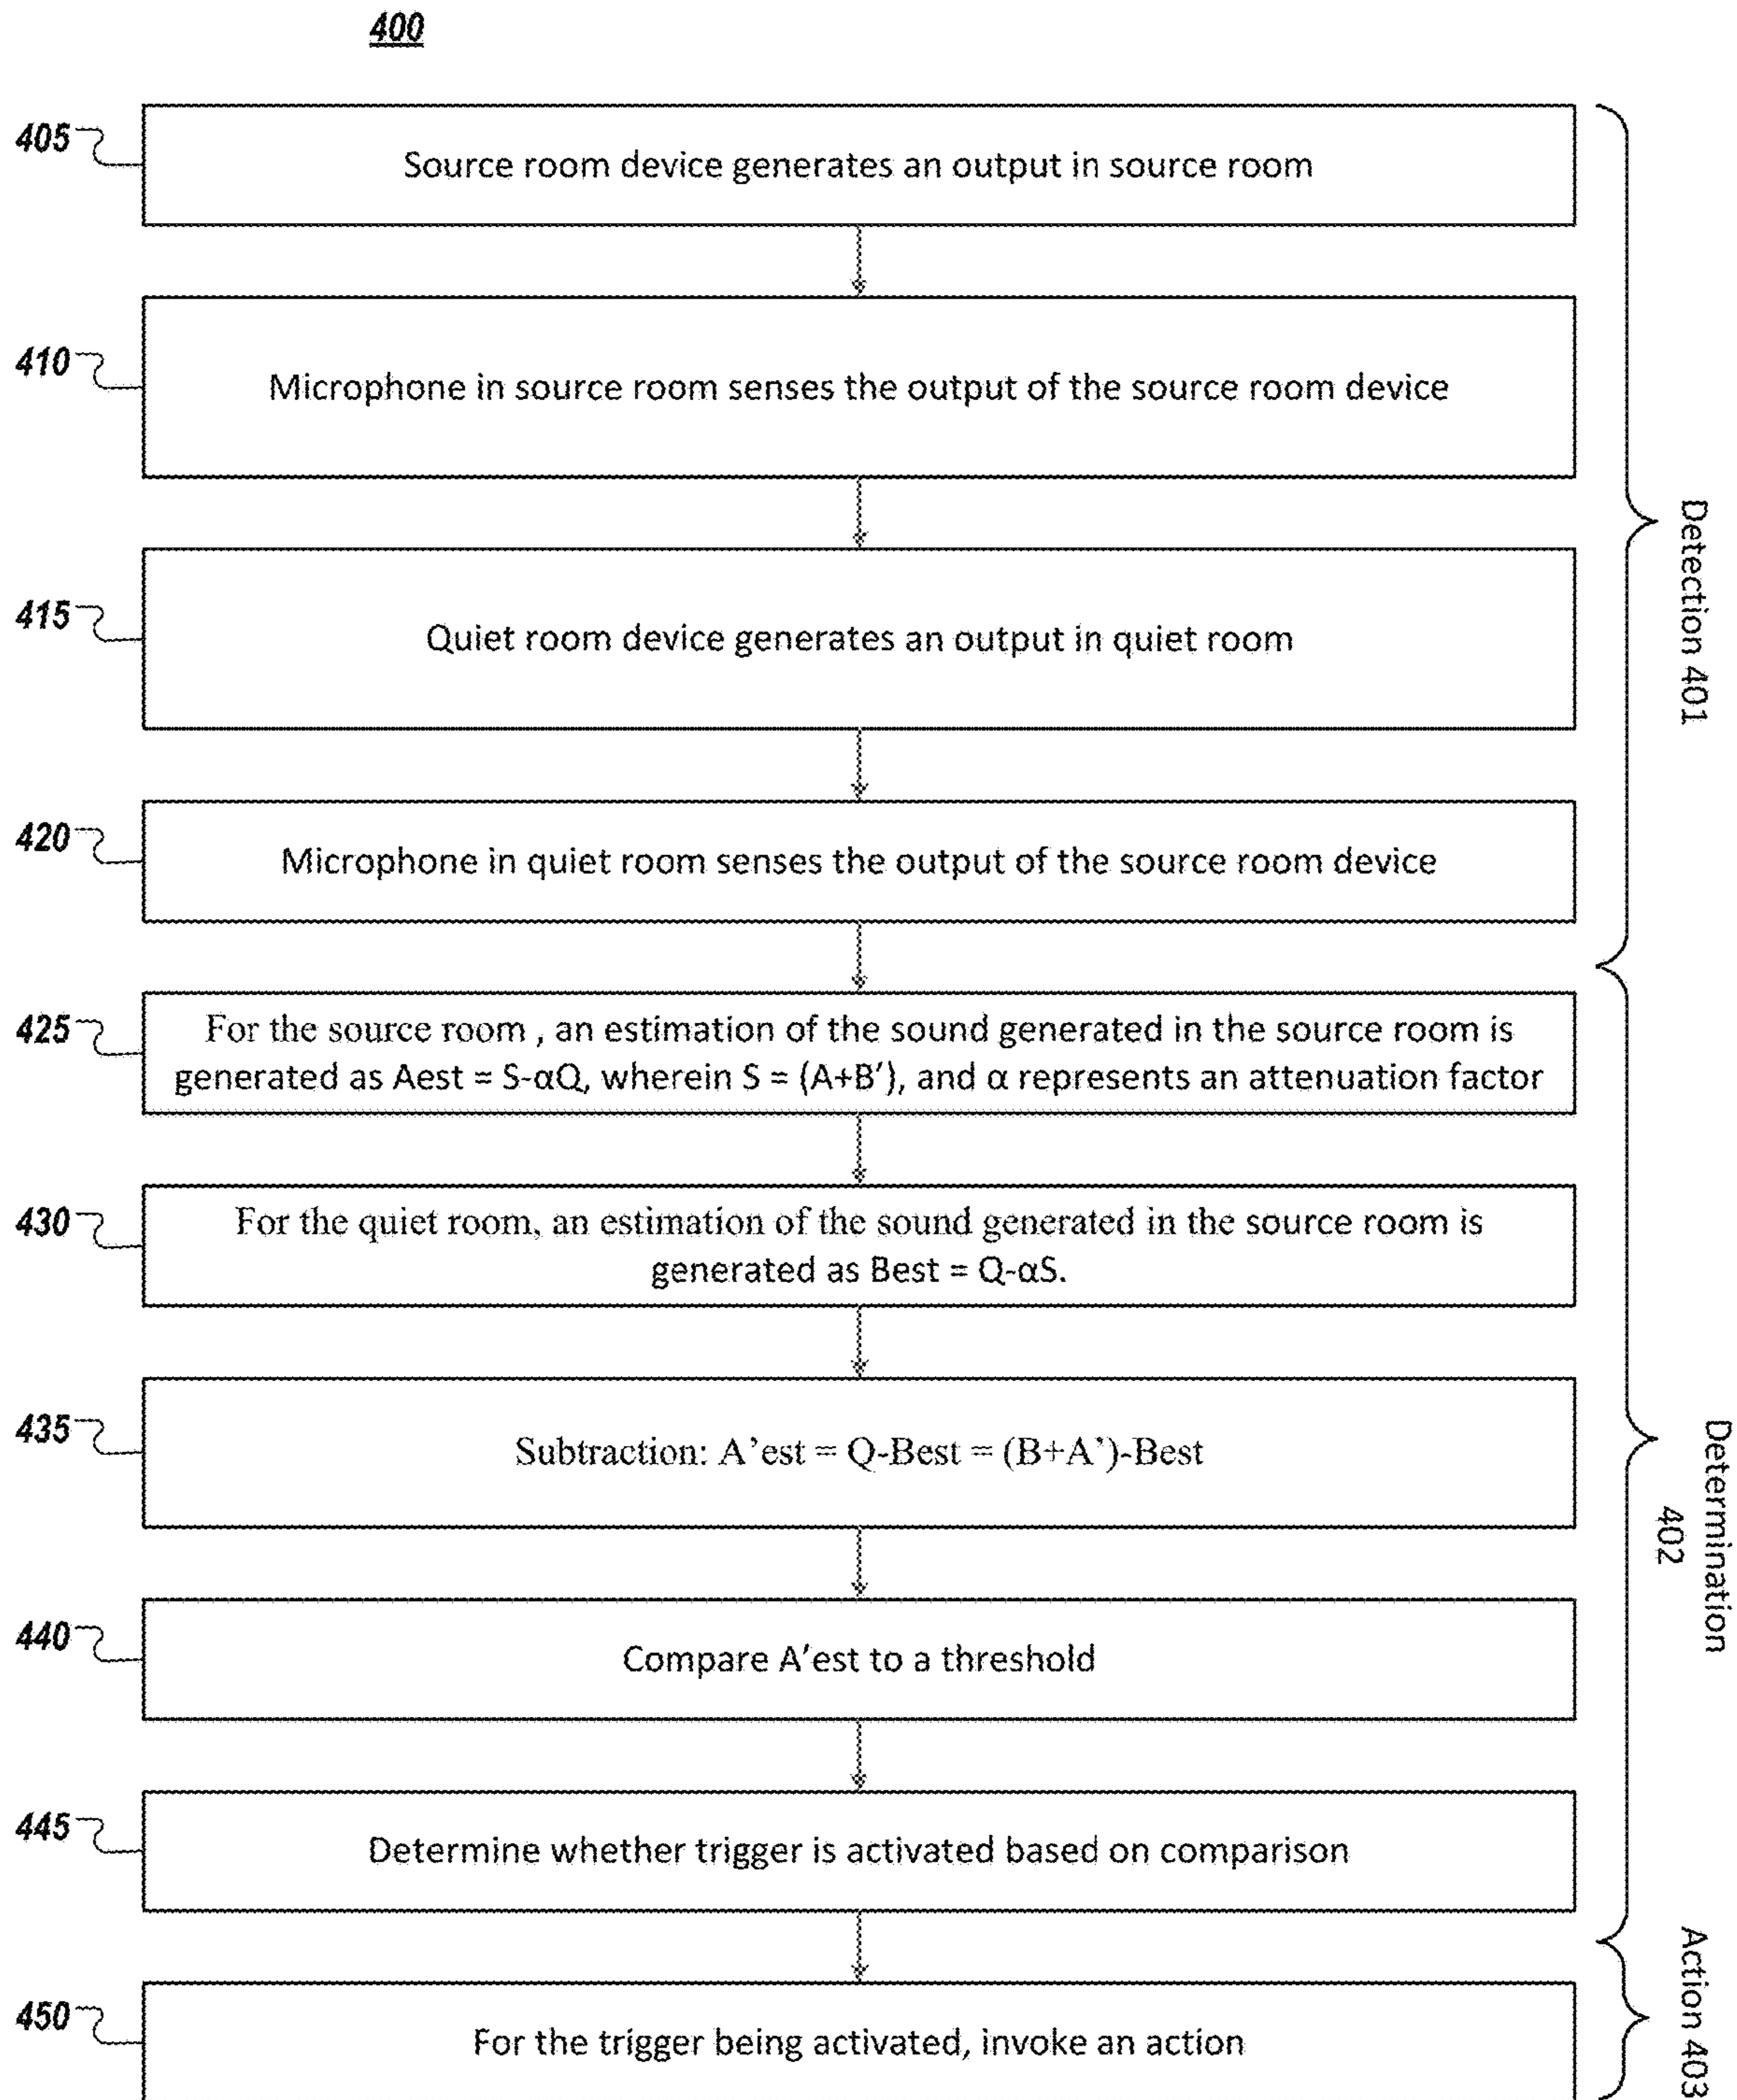 400
405
Source room device generates an output in source room
410
Microphone in source room senses the output of the source room device
415
Quiet room device generates an output in quiet room
420
Microphone in quiet room senses the output of the source room device
Detection 401
425
For the source room , an estimation of the sound generated in the source room is
generated as Aest = S-αQ, wherein S = (A+B'), and α represents an attenuation factor
430
For the quiet room, an estimation of the sound generated in the source room is
generated as Best = Q-αS.
435
Subtraction: A’est = Q-Best = (B+A’)-Best
440
Compare A’est to a threshold
445
Determine whether trigger is activated based on comparison
Determination
402
450
For the trigger being activated, invoke an action
Action 403